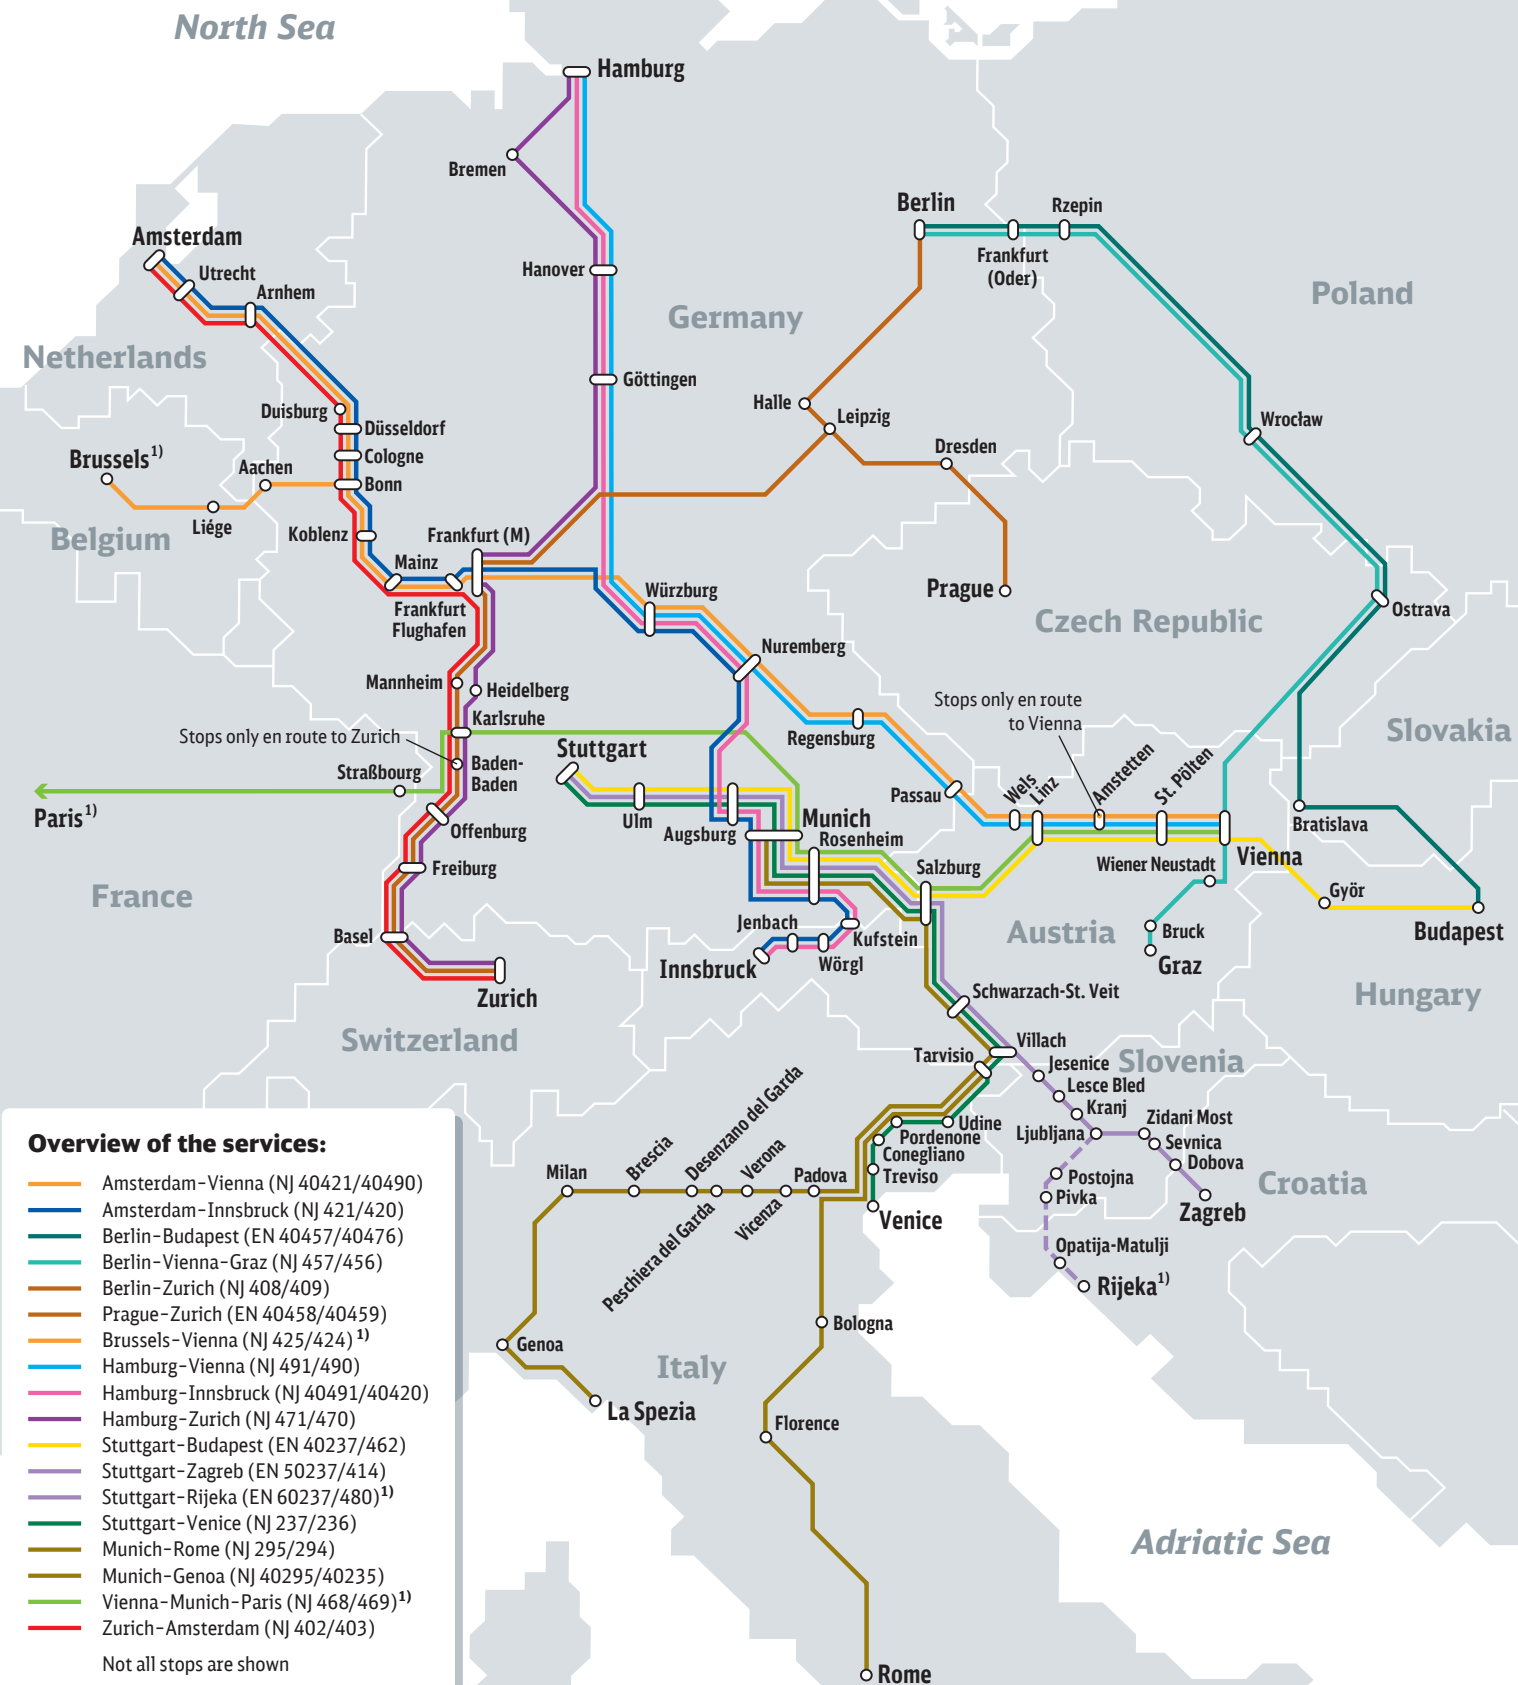 North Sea
Hamburg
Bremen
Berlin
Rzepin
Frankfurt
(Oder)
Hanover
Amsterdam
Utrecht
Arnhem
Poland
Germany
Netherlands
Göttingen
Duisburg
Düsseldorf
Halle
Leipzig
Wrocław
Brussels1)
Aachen
Cologne
Dresden
Bonn
Liége
Belgium
Koblenz
Frankfurt (M)
Mainz
Frankfurt
Flughafen
Würzburg
Prague
Czech Republic
Ostrava
Nuremberg
Mannheim
Heidelberg
Karlsruhe
Stops only en route
to Vienna
Slovakia
Stops only en route to Zurich
Stuttgart
Regensburg
Straßbourg
Baden-
Baden
Passau
Wels
Linz
Amstetten
St. Pölten
Paris1)
Ulm
Augsburg
Munich
Rosenheim
Offenburg
Bratislava
Vienna
Wiener Neustadt
Salzburg
Freiburg
France
Györ
Jenbach
Kufstein
Austria
Bruck
Budapest
Basel
Innsbruck
Wörgl
Graz
Zurich
Schwarzach-St. Veit
Hungary
Switzerland
Villach
Tarvisio
Jesenice
Slovenia
Lesce Bled
Kranj
Zidani Most
Ljubljana
Sevnica
Dobova
Udine
Pordenone
Conegliano
Treviso
Milan
Brescia
Desenzano del Garda
Peschiera del Garda
Verona
Vicenza
Padova
Venice
Postojna
Pivka
Croatia
Zagreb
Opatija-Matulji
Rijeka1)
Bologna
Genoa
Italy
La Spezia
Florence
Adriatic Sea
Rome
Overview of the services:
Amsterdam-Vienna (NJ 40421/40490)
Amsterdam-Innsbruck (NJ 421/420)
Berlin-Budapest (EN 40457/40476)
Berlin-Vienna-Graz (NJ 457/456)
Berlin-Zurich (NJ 408/409)
Prague-Zurich (EN 40458/40459)
Brussels-Vienna (NJ 425/424) 1)
Hamburg-Vienna (NJ 491/490)
Hamburg-Innsbruck (NJ 40491/40420)
Hamburg-Zurich (NJ 471/470)
Stuttgart-Budapest (EN 40237/462)
Stuttgart-Zagreb (EN 50237/414)
Stuttgart-Rijeka (EN 60237/480)1)
Stuttgart-Venice (NJ 237/236)
Munich-Rome (NJ 295/294)
Munich-Genoa (NJ 40295/40235)
Vienna-Munich-Paris (NJ 468/469)1)
Zurich-Amsterdam (NJ 402/403)
Not all stops are shown